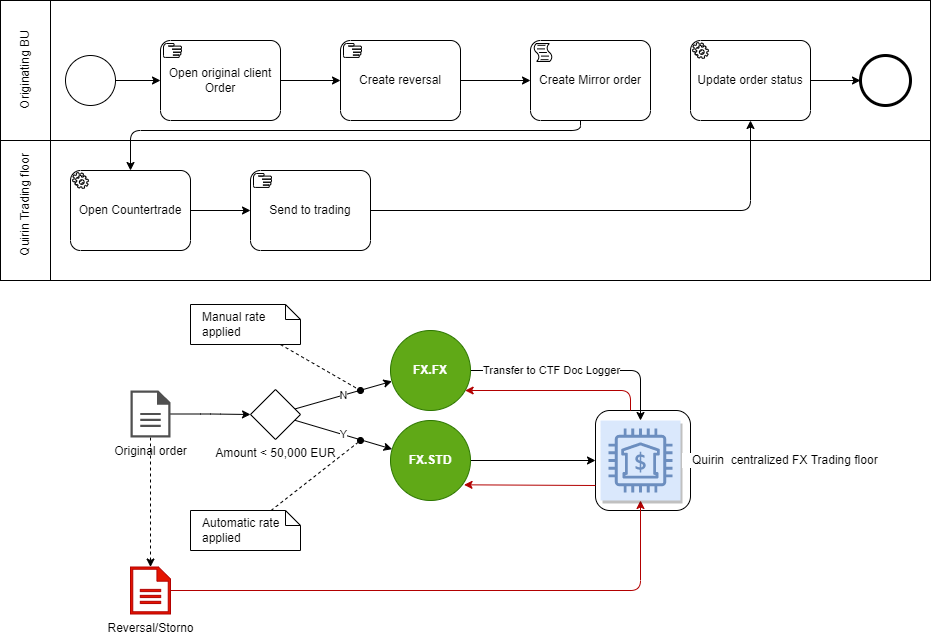 Originating BU
Open original client
Order
Create reversal
Create Mirror order
Update order status
Quirin Trading floor
Open Countertrade
Send to trading
Manual rate
applied
FX.FX
Transfer to CTF Doc Logger
N
Original order
Amount < 50,000 EUR
Y
FX.STD
$
Quirin  centralized FX Trading floor
Automatic rate
applied
Reversal/Storno